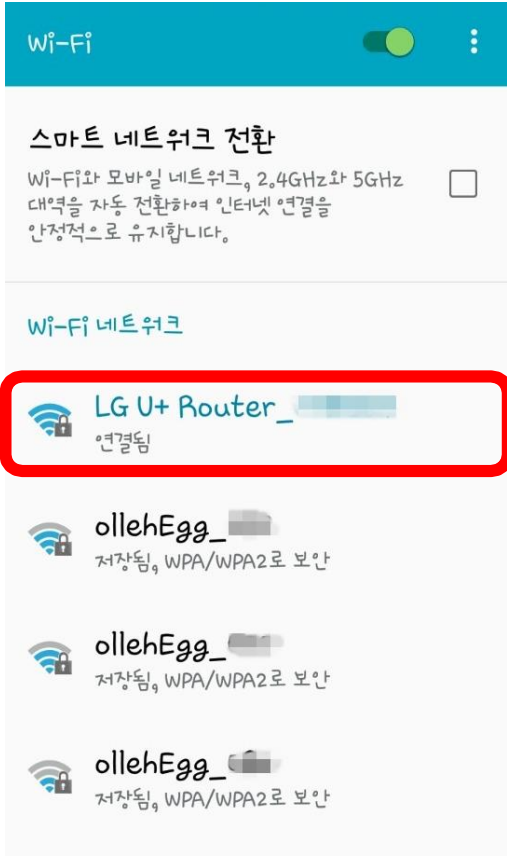 Wi-Fi
스마트 네트워크 전환
Wi-Fi와 모바일 네트워크, 2.4GHz와 5GHz
대역을 자동 전환하여 인터넷 연결을
안정적으로 유지합니다.
Wi-Fi 네트워크
LG U+ Router_
연결됨
ollehEgg_
저장됨, WPA/WPA2로 보안
ollehEgg_
저장됨, WPA/WPA2로 보안
ollehEgg_
저장됨, WPA/WPA2로 보안